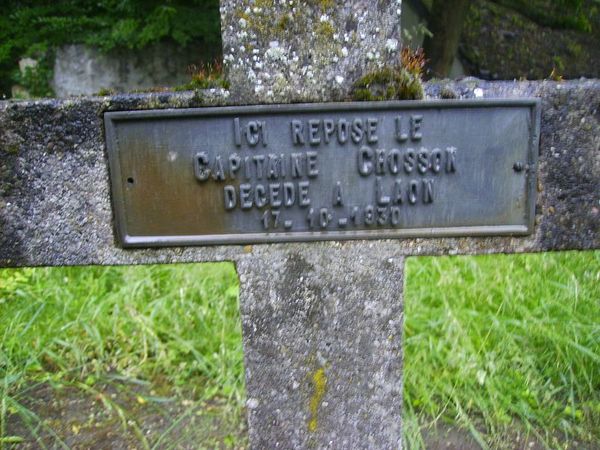 ICI REPOSE LE
CAPITAINE CHOSSON
DECEDE A LAON
17-10-1930